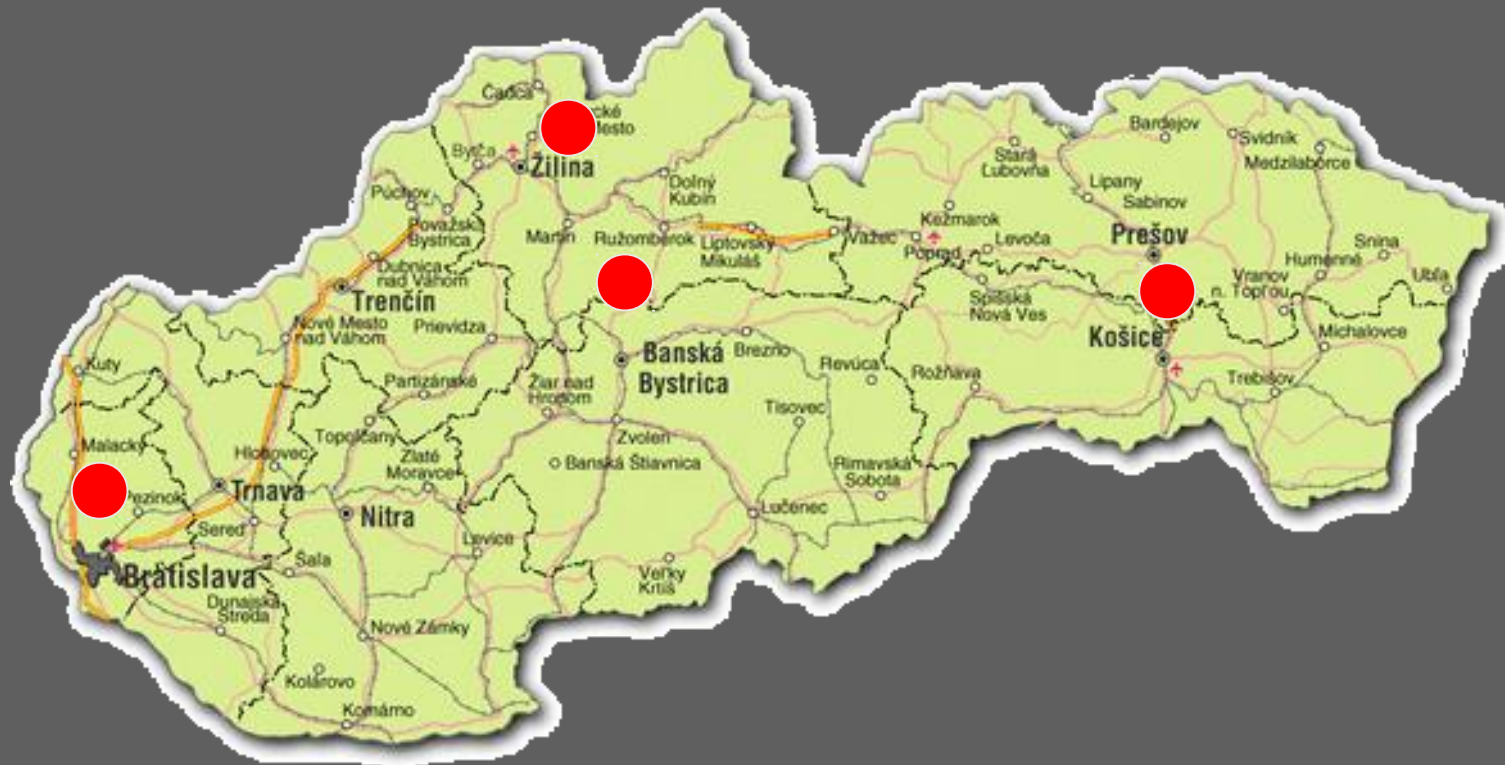 Čadca
cké
Mesto
Bytča
Žilina
Púchov
Považská
Bystrica
Dubnica
nad Váhom
Trenčín
Nové Mesto
nad Váhom
Prievidza
Martin
Dolný
Kubín
Ružomberok
Liptovský
Mikuláš
Važec
Stará
Ľubovňa
Kežmarok
Poprad
Levoča
Spišská
Nová Ves
Bardejov
Svidník
Medzilaborce
Lipany
Sabinov
Prešov
Vranov
n. Topľou
Humenné
Snina
Ubľa
Michalovce
Košice
Trebišov
Rožňava
Revúca
Brezno
Banská
Bystrica
Tisovec
Zvolen
Žiar nad
Hronom
Banská Štiavnica
Partizánske
Topoľčany
Zlaté
Moravce
Rimavská
Sobota
Lučenec
Veľký
Krtíš
Levice
Nitra
Kuty
Malacky
Hlohovec
Trnava
Pezinok
Sereď
Bratislava
Šaľa
Dunajská
Streda
Nové Zámky
Kolárovo
Komárno